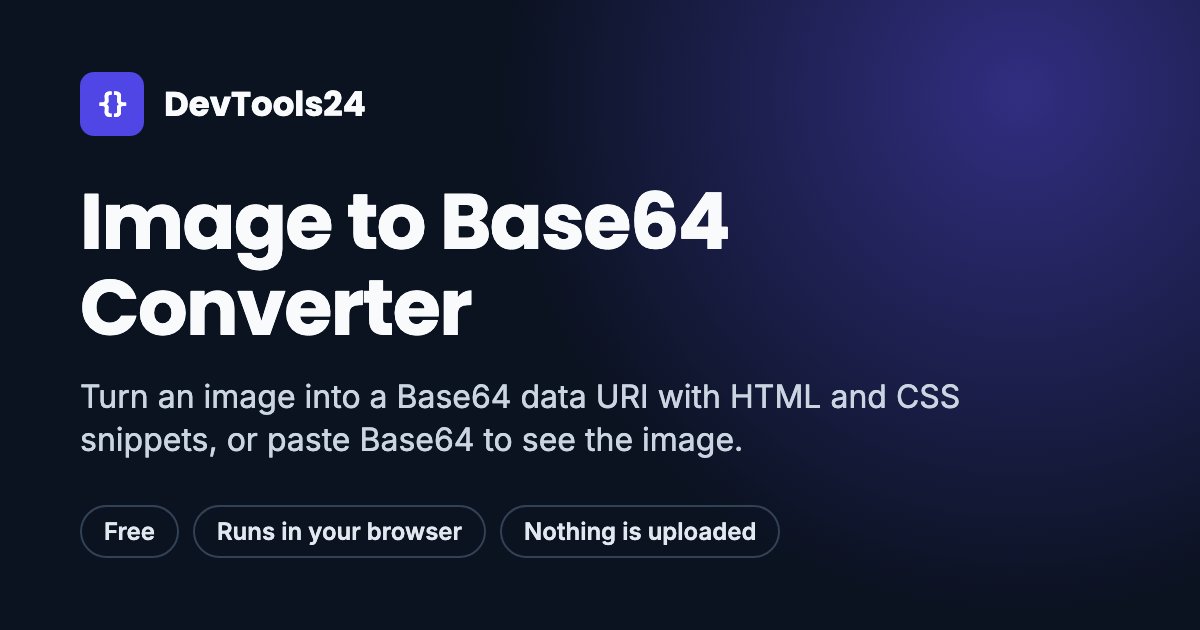 {}
DevTools24
Image to Base64
Converter
Turn an image into a Base64 data URI with HTML and CSS
snippets, or paste Base64 to see the image.
Free
Runs in your browser
Nothing is uploaded